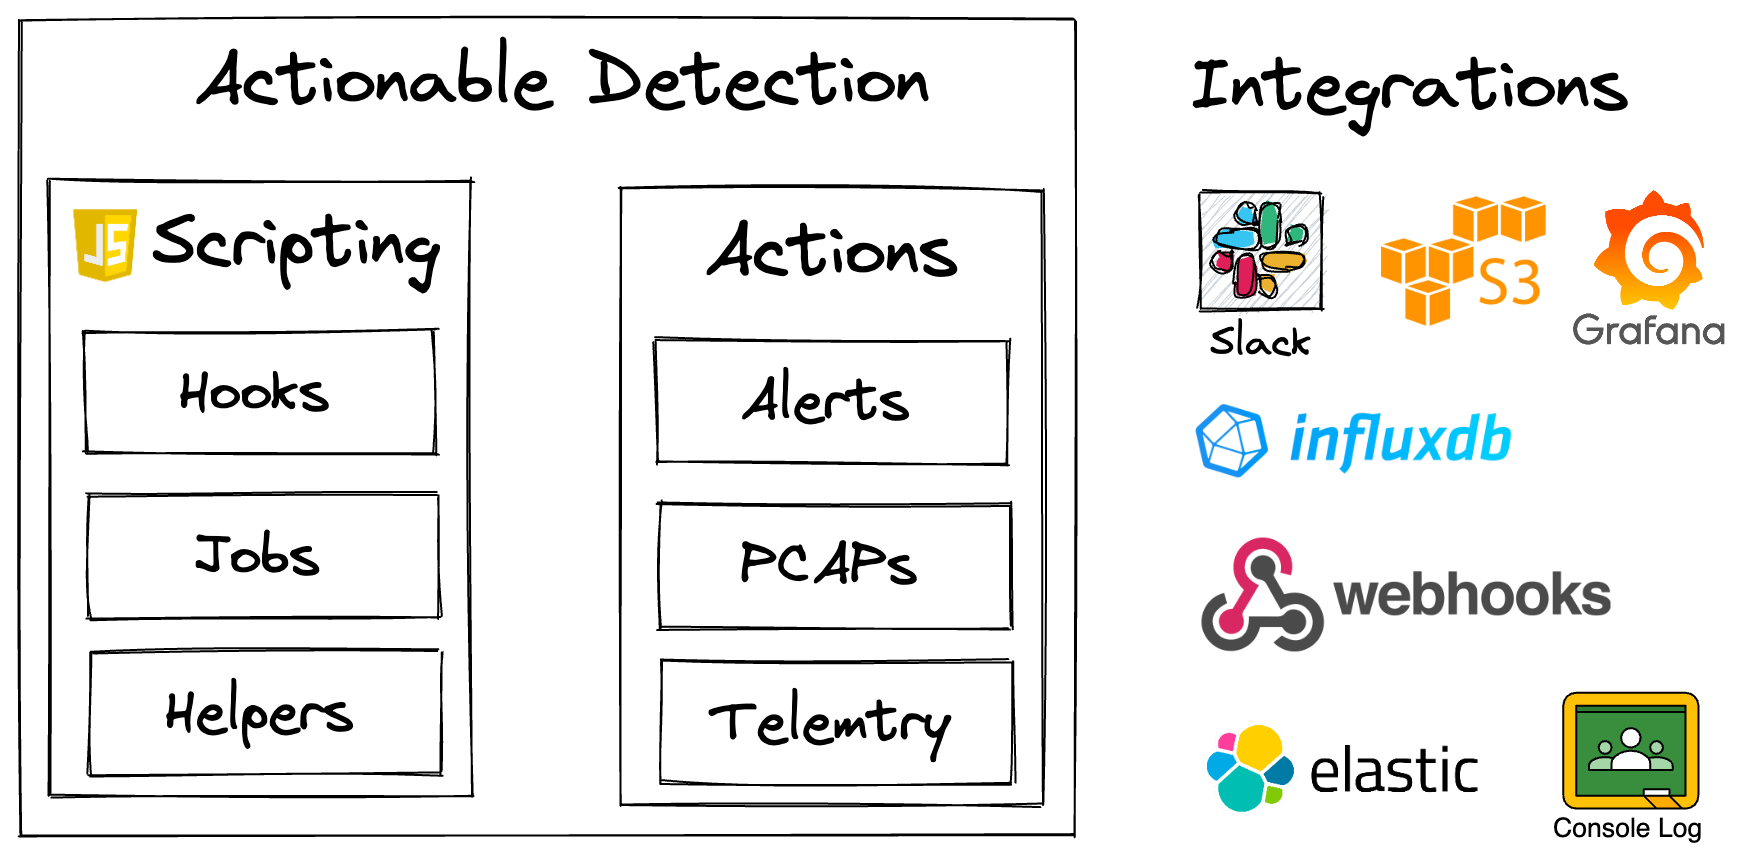 Actionable Detection
JS Scripting
Hooks
Jobs
Helpers
Actions
Alerts
PCAPs
Telemtry
Integrations
Slack
S3
Grafana
influxdb
webhooks
elastic
Console Log